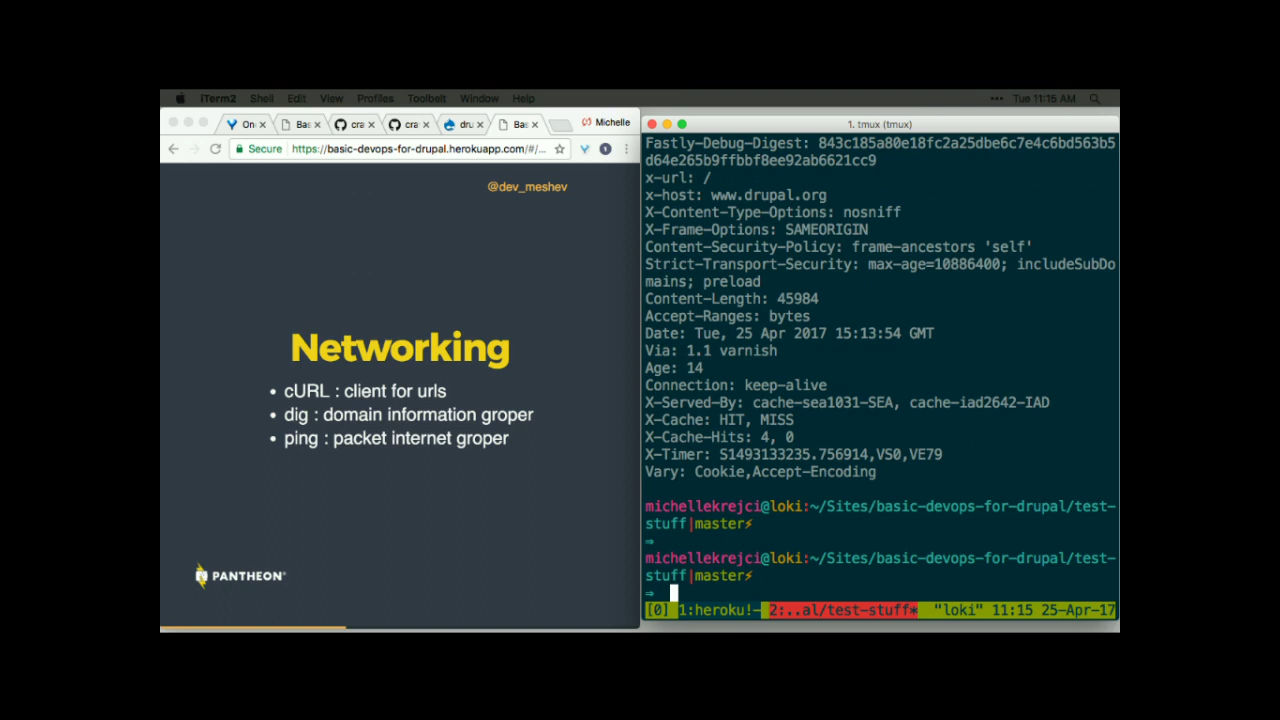 iTerm2 Shell Edit View Profiles Toolbelt Window Help ••• Tue 11:15 AM
On Bas cra cra dru Bas Michelle
Secure https://basic-devops-for-drupal.herokuapp.com/#/...
@dev_meshev
Networking
• cURL : client for urls
• dig : domain information groper
• ping : packet internet groper
PANTHEON
1. tmux (tmux)
Fastly-Debug-Digest: 843c185a80e18fc2a25dbe6c7e4c6bd563b5
d64e265b9ffbbf8ee92ab6621cc9
x-url: /
x-host: www.drupal.org
X-Content-Type-Options: nosniff
X-Frame-Options: SAMEORIGIN
Content-Security-Policy: frame-ancestors 'self'
Strict-Transport-Security: max-age=10886400; includeSubDo
mains; preload
Content-Length: 45984
Accept-Ranges: bytes
Date: Tue, 25 Apr 2017 15:13:54 GMT
Via: 1.1 varnish
Age: 14
Connection: keep-alive
X-Served-By: cache-sea1031-SEA, cache-iad2642-IAD
X-Cache: HIT, MISS
X-Cache-Hits: 4, 0
X-Timer: S1493133235.756914,VS0,VE79
Vary: Cookie,Accept-Encoding
michellekrejci@loki:~/Sites/basic-devops-for-drupal/test-
stuff|master⚡
⇒
michellekrejci@loki:~/Sites/basic-devops-for-drupal/test-
stuff|master⚡
⇒
[0] 1:heroku!- 2:..al/test-stuff* "loki" 11:15 25-Apr-17